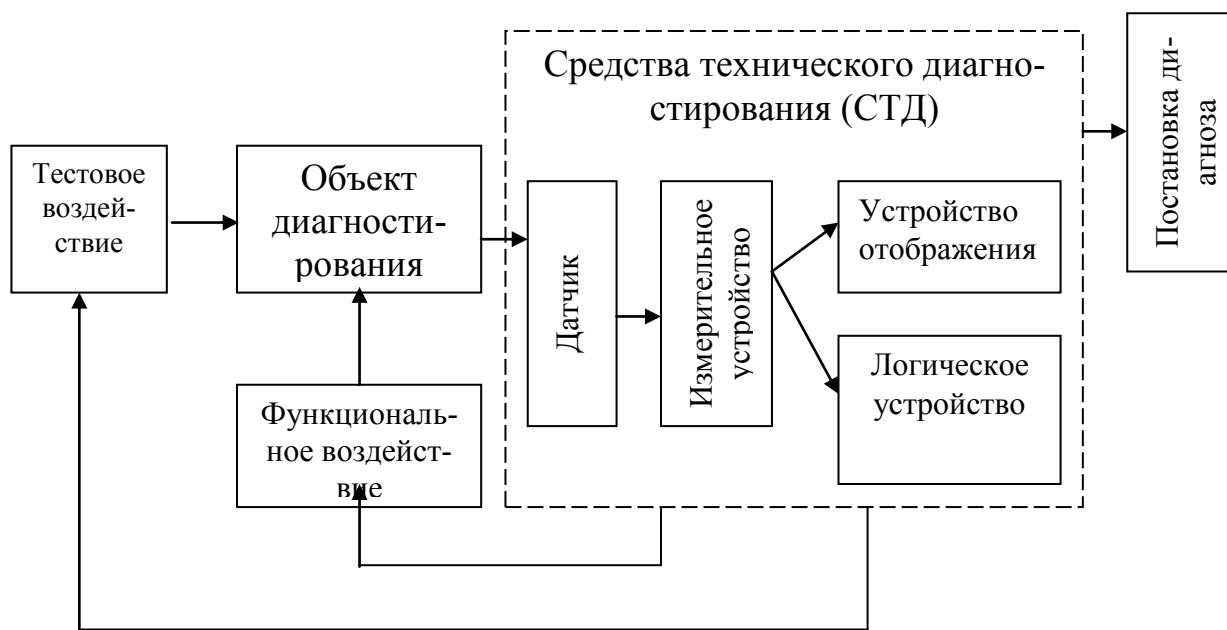 Средства технического диагно-
стирования (СТД)
Постановка ди-
агноза
Тестовое
воздей-
ствие
Объект
диагности-
рования
Датчик
Измерительное
устройство
Устройство
отображения
Логическое
устройство
Функциональ-
ное воздейст-
вие